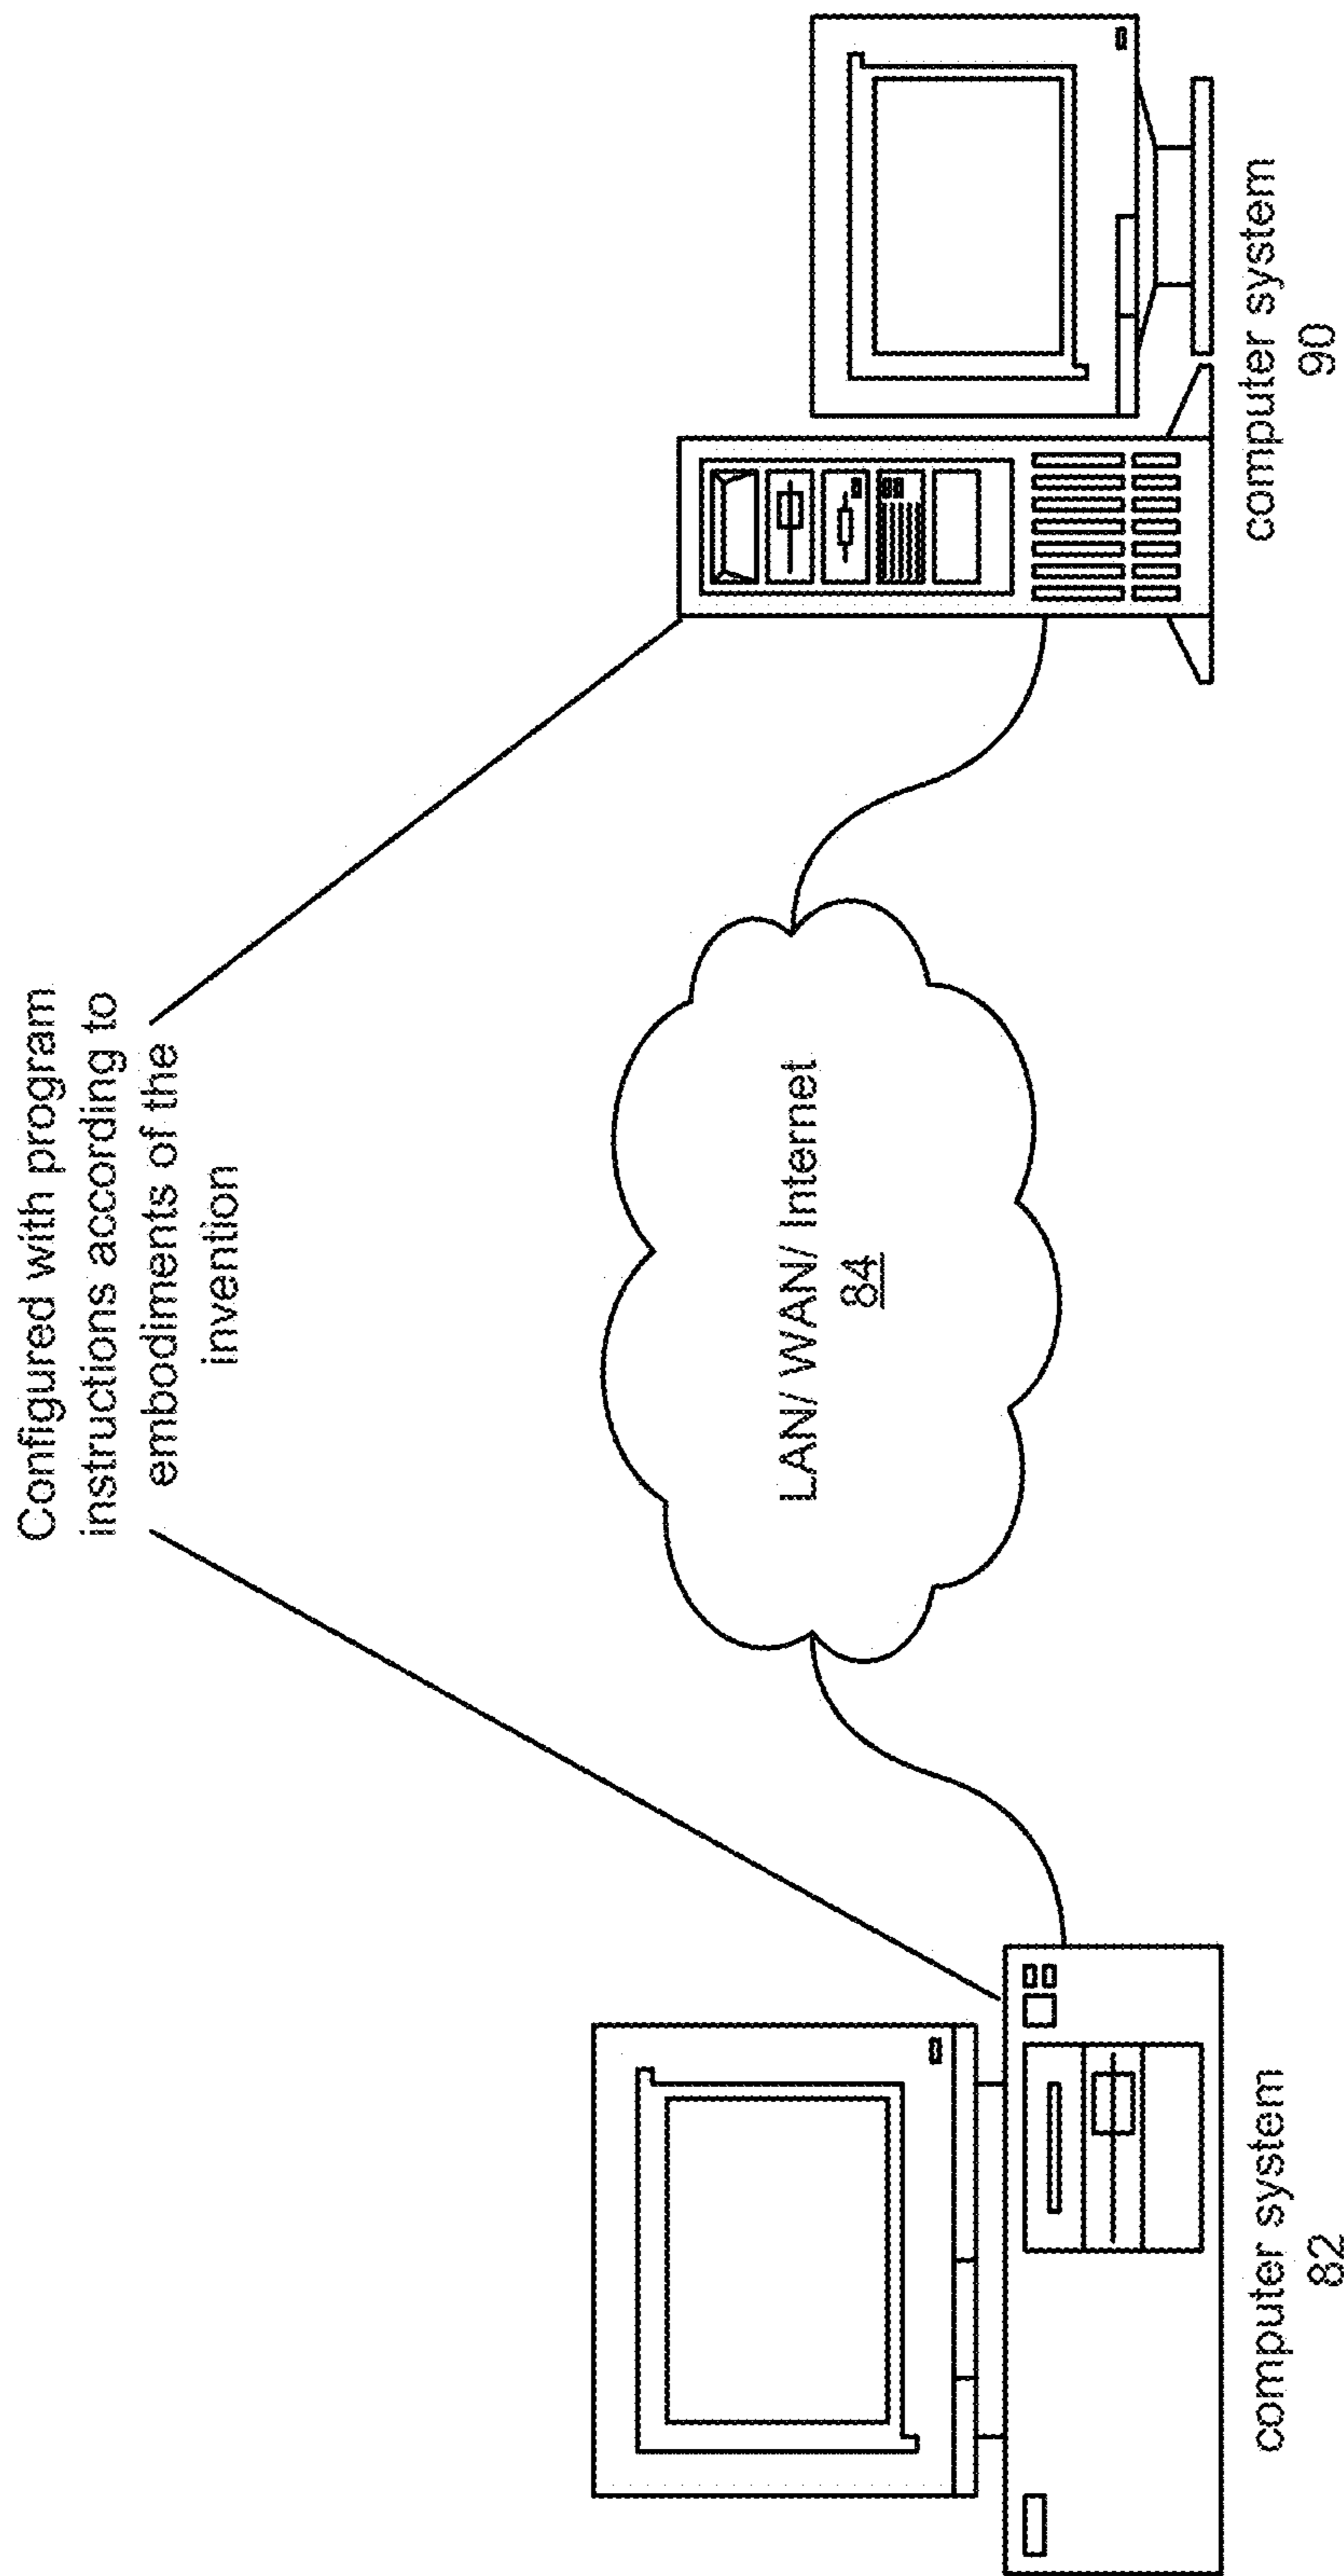 Configured with program
instructions according to
embodiments of the
invention
LAN/ WAN/ Internet
84
computer system
82
computer system
90